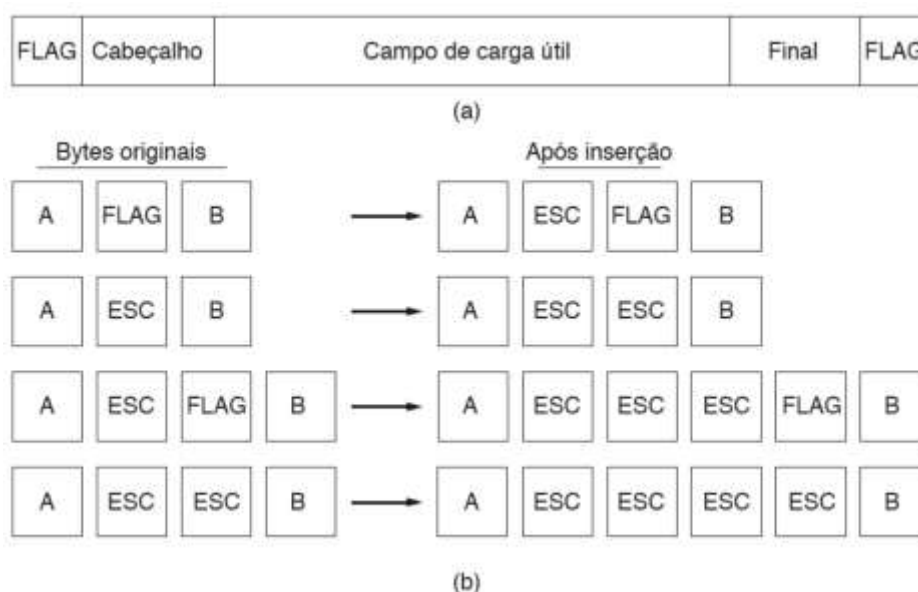 FLAG Cabeçalho Campo de carga útil Final FLAG
(a)
Bytes originais Após inserção
A FLAG B A ESC FLAG B
A ESC B A ESC ESC B
A ESC FLAG B A ESC ESC ESC FLAG B
A ESC ESC B A ESC ESC ESC ESC B
(b)